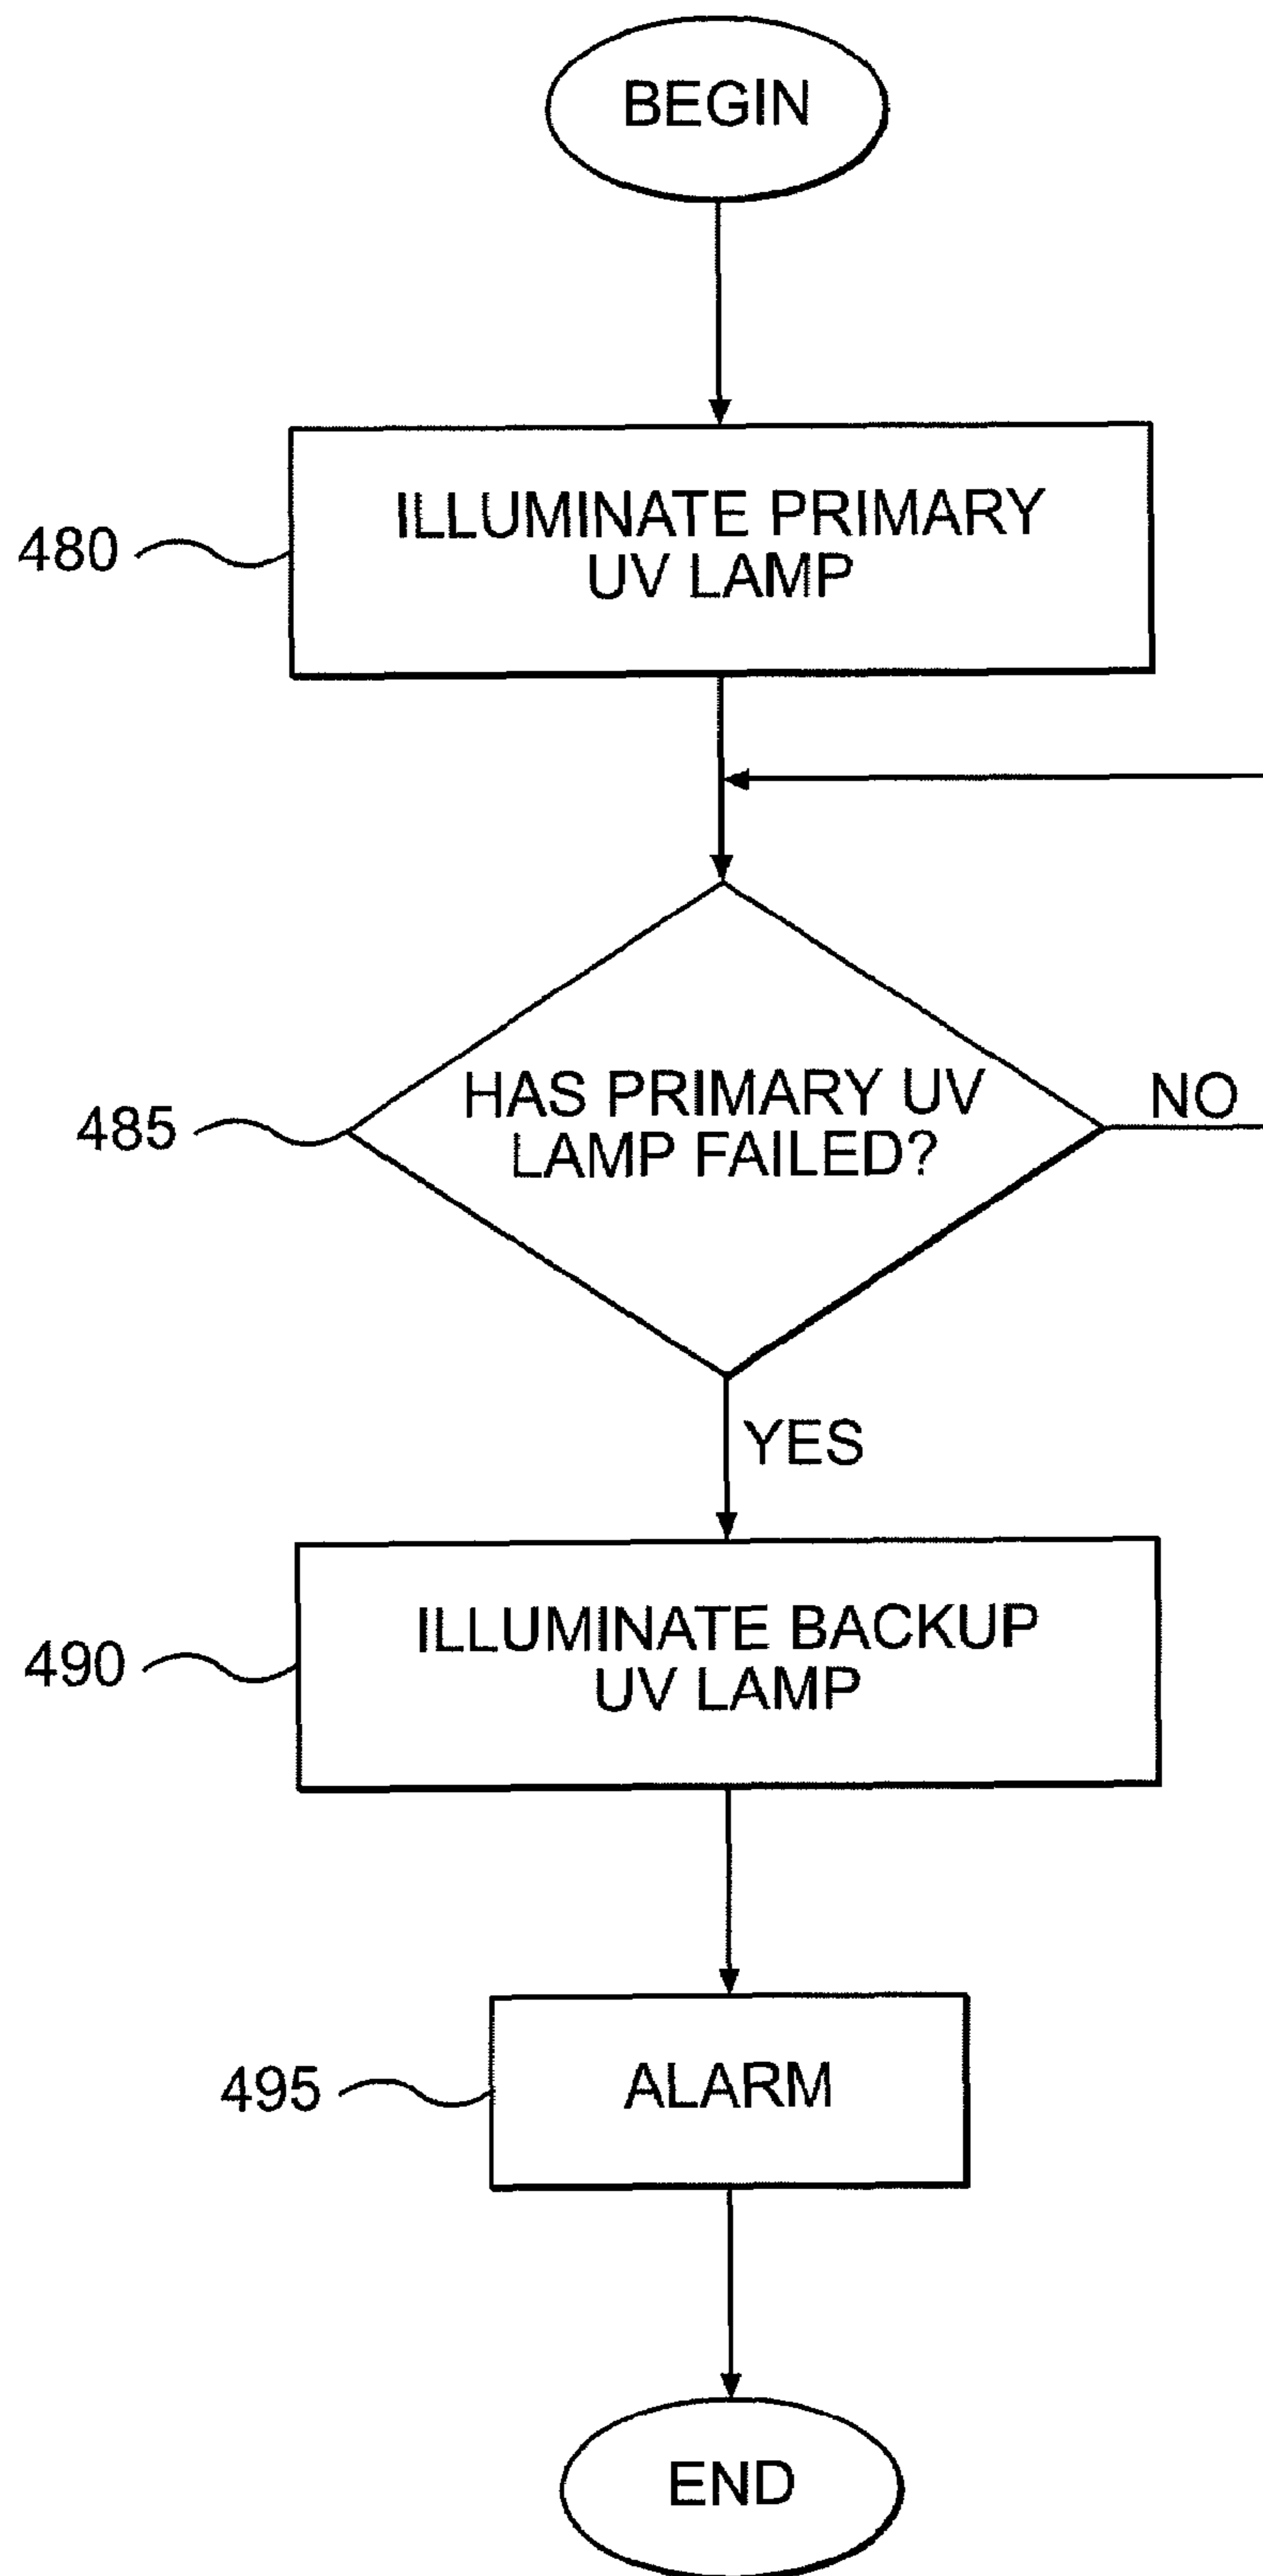 BEGIN
480
ILLUMINATE PRIMARY
UV LAMP
485
HAS PRIMARY UV
LAMP FAILED?
NO
YES
490
ILLUMINATE BACKUP
UV LAMP
495
ALARM
END